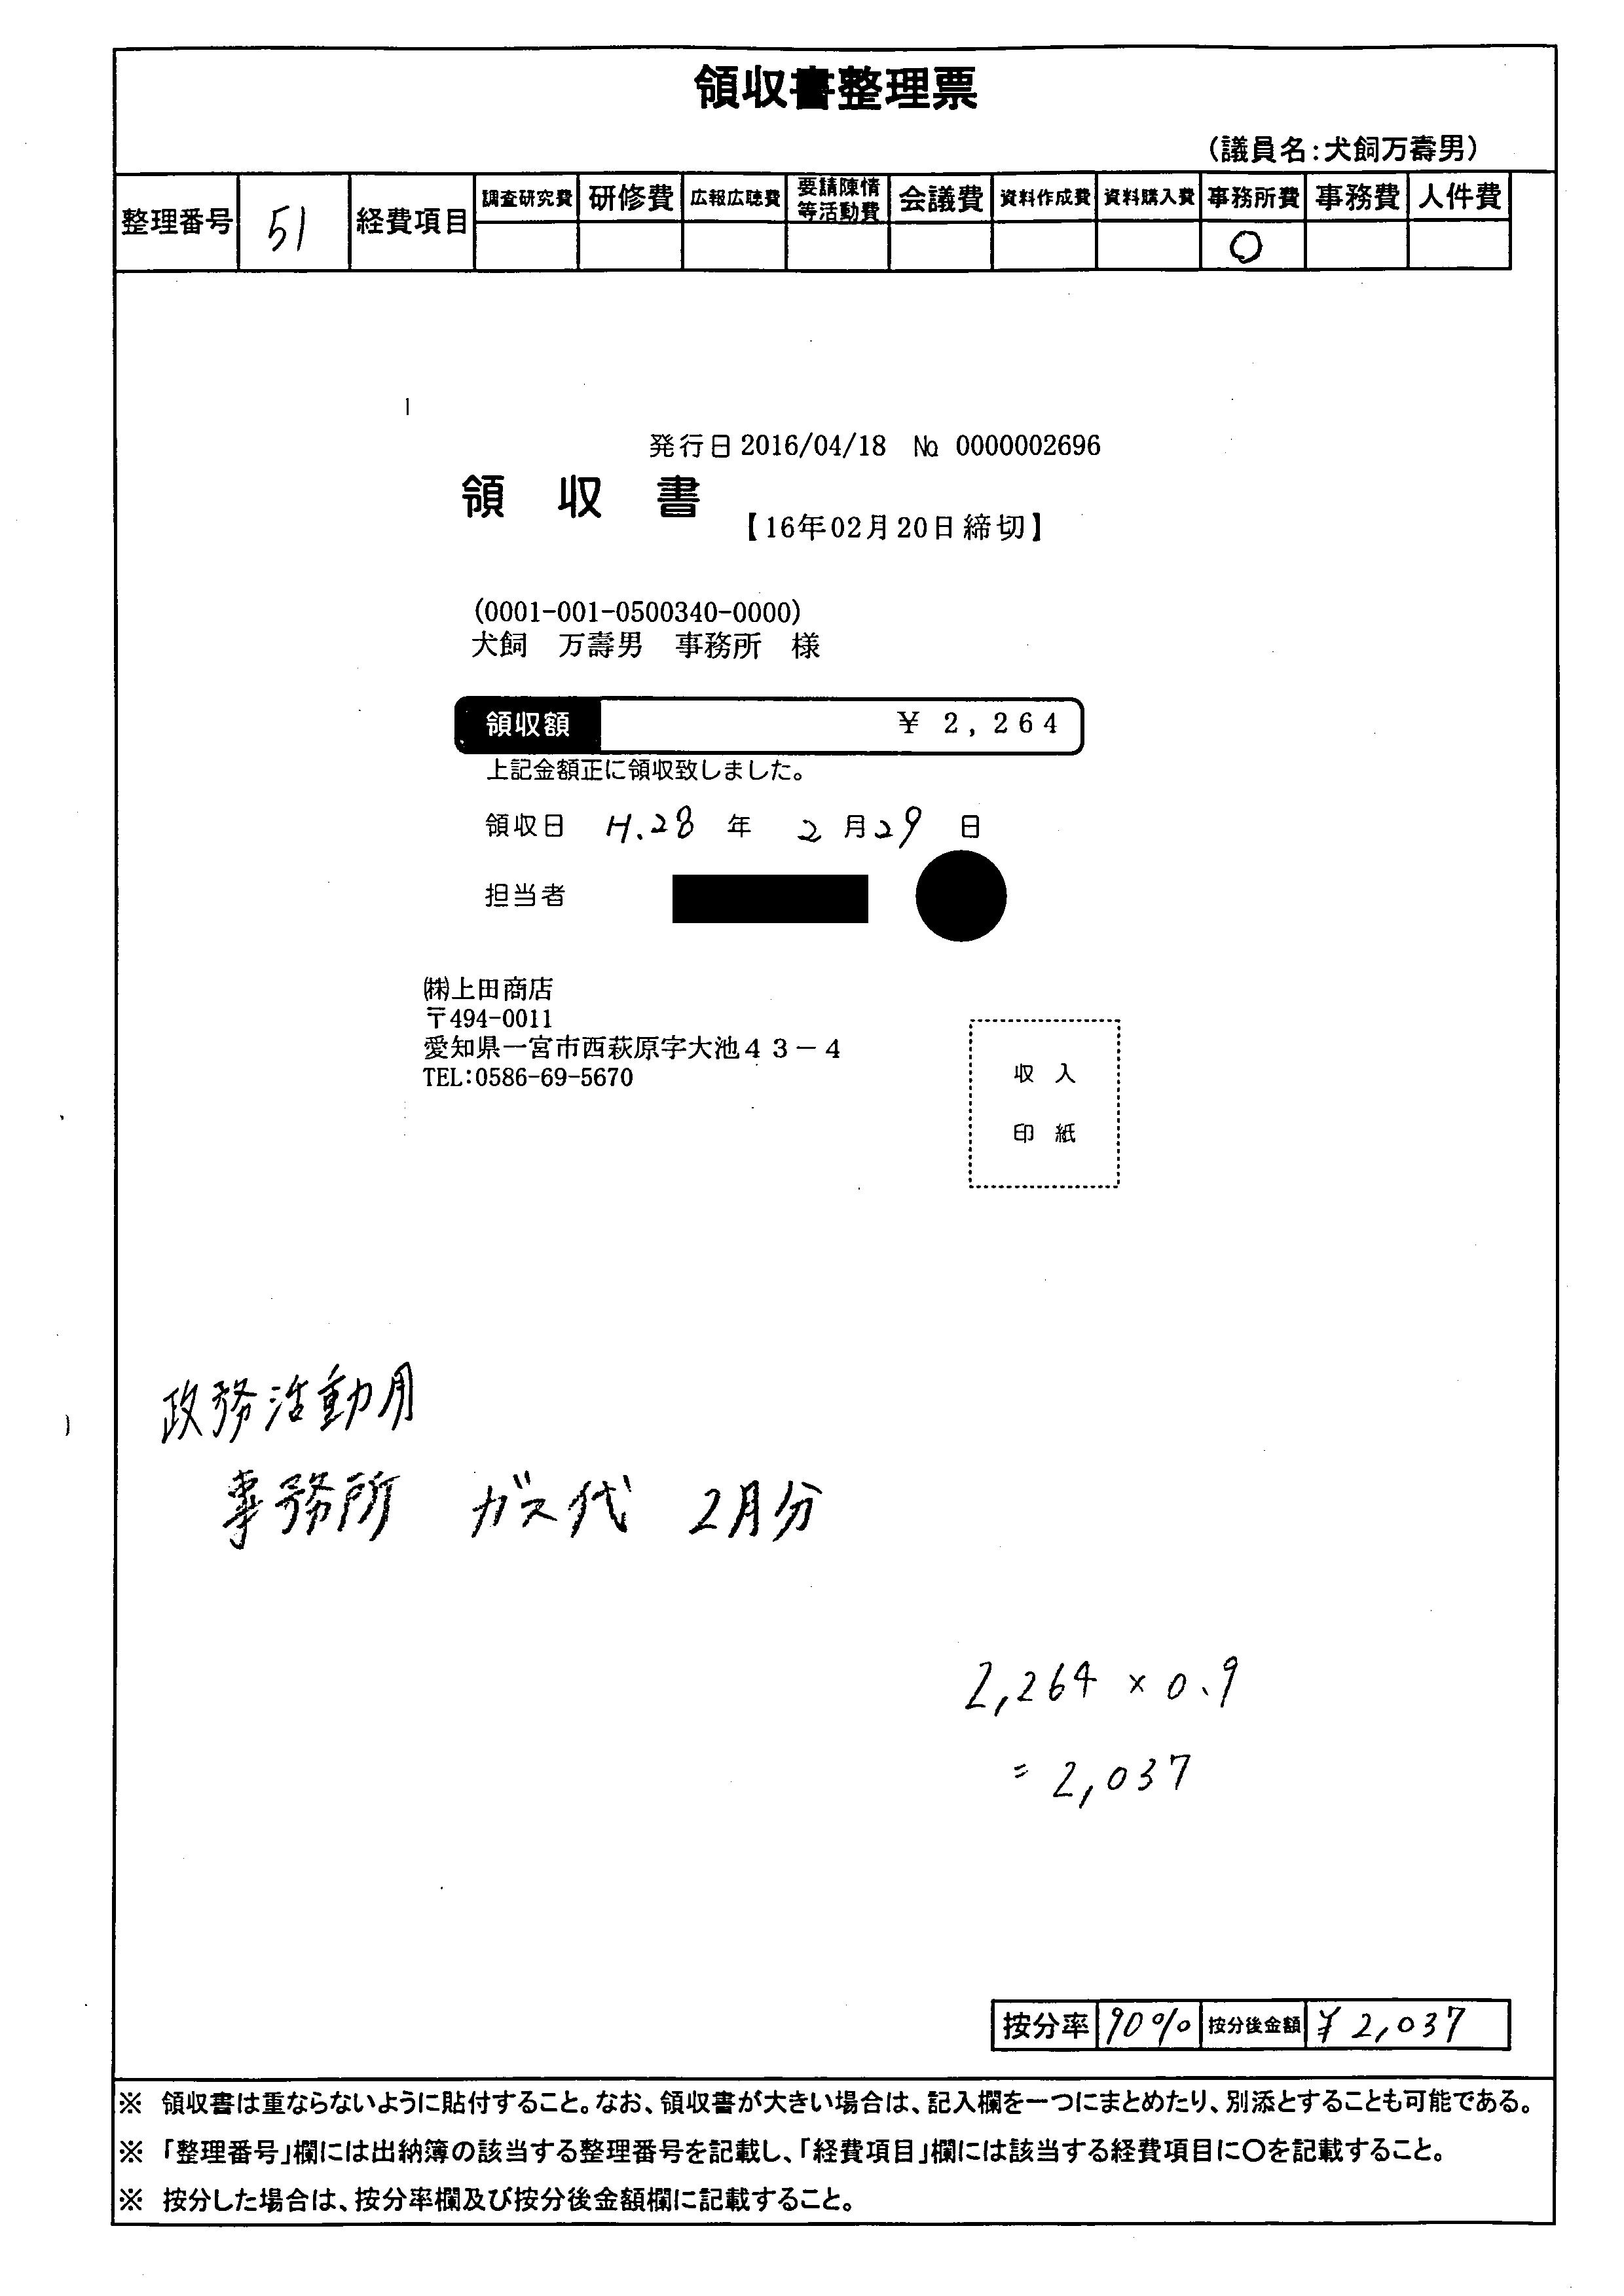 領収書整理票
（議員名：犬飼万壽男）
整理番号 51 経費項目 調査研究費 研修費 広報広聴費 要請陳情等活動費 会議費 資料作成費 資料購入費 事務所費 事務費 人件費
○
発行日 2016/04/18 № 0000002696
領収書
【16年02月20日締切】
(0001-001-0500340-0000)
犬飼 万壽男 事務所 様
領収額 ¥ 2,264
上記金額正に領収致しました。
領収日 H.28 年 2 月 29 日
担当者
㈱上田商店
〒494-0011
愛知県一宮市西萩原字大池43-4
TEL:0586-69-5670
収入
印紙
政務活動用
事務所 ガス代 2月分
2,264 × 0.9
= 2,037
按分率 90% 按分後金額 ¥ 2,037
※ 領収書は重ならないように貼付すること。なお、領収書が大きい場合は、記入欄を一つにまとめたり、別添とすることも可能である。
※ 「整理番号」欄には出納簿の該当する整理番号を記載し、「経費項目」欄には該当する経費項目に○を記載すること。
※ 按分した場合は、按分率欄及び按分後金額欄に記載すること。